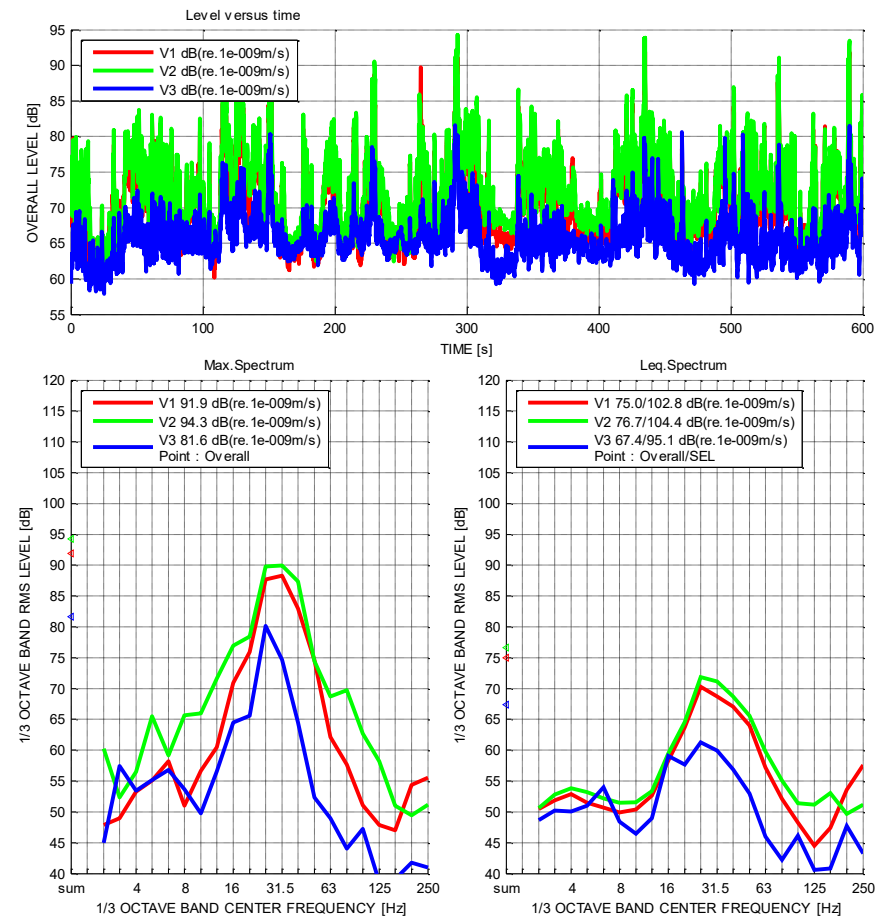 Level versus time
95
90
85
80
75
70
65
60
55
OVERALL LEVEL [dB]
V1 dB(re.1e-009m/s)
V2 dB(re.1e-009m/s)
V3 dB(re.1e-009m/s)
0 100 200 300 400 500 600
TIME [s]
Max.Spectrum
120
115
110
105
100
95
90
85
80
75
70
65
60
55
50
45
40
1/3 OCTAVE BAND RMS LEVEL [dB]
V1 91.9 dB(re.1e-009m/s)
V2 94.3 dB(re.1e-009m/s)
V3 81.6 dB(re.1e-009m/s)
Point : Overall
sum 4 8 16 31.5 63 125 250
1/3 OCTAVE BAND CENTER FREQUENCY [Hz]
Leq.Spectrum
120
115
110
105
100
95
90
85
80
75
70
65
60
55
50
45
40
1/3 OCTAVE BAND RMS LEVEL [dB]
V1 75.0/102.8 dB(re.1e-009m/s)
V2 76.7/104.4 dB(re.1e-009m/s)
V3 67.4/95.1 dB(re.1e-009m/s)
Point : Overall/SEL
sum 4 8 16 31.5 63 125 250
1/3 OCTAVE BAND CENTER FREQUENCY [Hz]